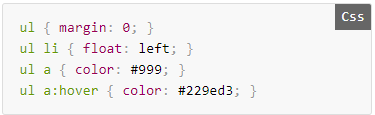 Css
ul { margin: 0; }
ul li { float: left; }
ul a { color: #999; }
ul a:hover { color: #229ed3; }